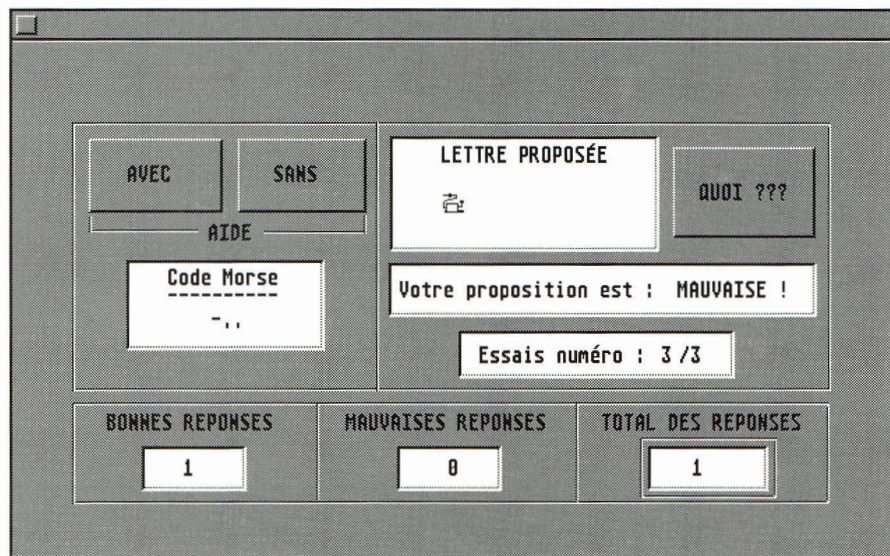 AVEC
SANS
AIDE
Code Morse
-..
LETTRE PROPOSÉE
QUOI ???
Votre proposition est : MAUVAISE !
Essais numéro : 3 /3
BONNES REPONSES
1
MAUVAISES REPONSES
0
TOTAL DES REPONSES
1